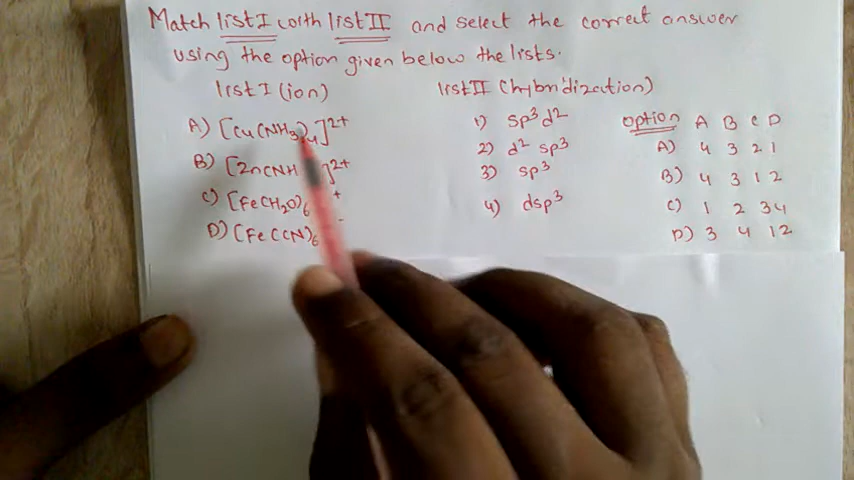 Match list I with list II and select the correct answer
using the option given below the lists.
list I (ion) list II (hybridization)
A) [Cu(NH3)4]2+ 1) sp3d2 option A B C D
B) [Zn(NH ]2+ 2) d2 sp3 A) 4 3 2 1
C) [Fe(H2O)6 + 3) sp3 B) 4 3 1 2
D) [Fe(CN)6 - 4) dsp3 C) 1 2 3 4
D) 3 4 1 2